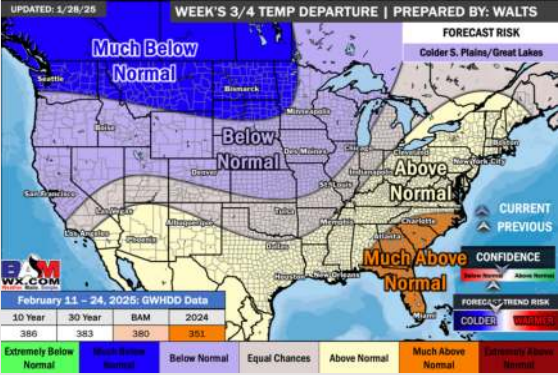 UPDATED: 1/28/25
WEEK'S 3/4 TEMP DEPARTURE | PREPARED BY: WALTS
FORECAST RISK
Colder S. Plains/Great Lakes
Much Below
Normal
Seattle
Bismarck
Minneapolis
Boise
Below
Normal
Des Moines
Chicago
Cleveland
Boston
New York City
Denver
Indianapolis
Above
Normal
St. Louis
San Francisco
Las Vegas
Los Angeles
Albuquerque
Tulsa
Memphis
Charlotte
Phoenix
Dallas
Atlanta
Much Above
Normal
Houston
New Orleans
Miami
CURRENT
PREVIOUS
CONFIDENCE
Below Normal
Above Normal
FORECAST TREND RISK
COLDER
WARMER
BAM
WX.COM
February 11 – 24, 2025: GWHDD Data
10 Year 30 Year BAM 2024
386 383 380 351
Extremely Below Normal
Much Below Normal
Below Normal
Equal Chances
Above Normal
Much Above Normal
Extremely Above Normal